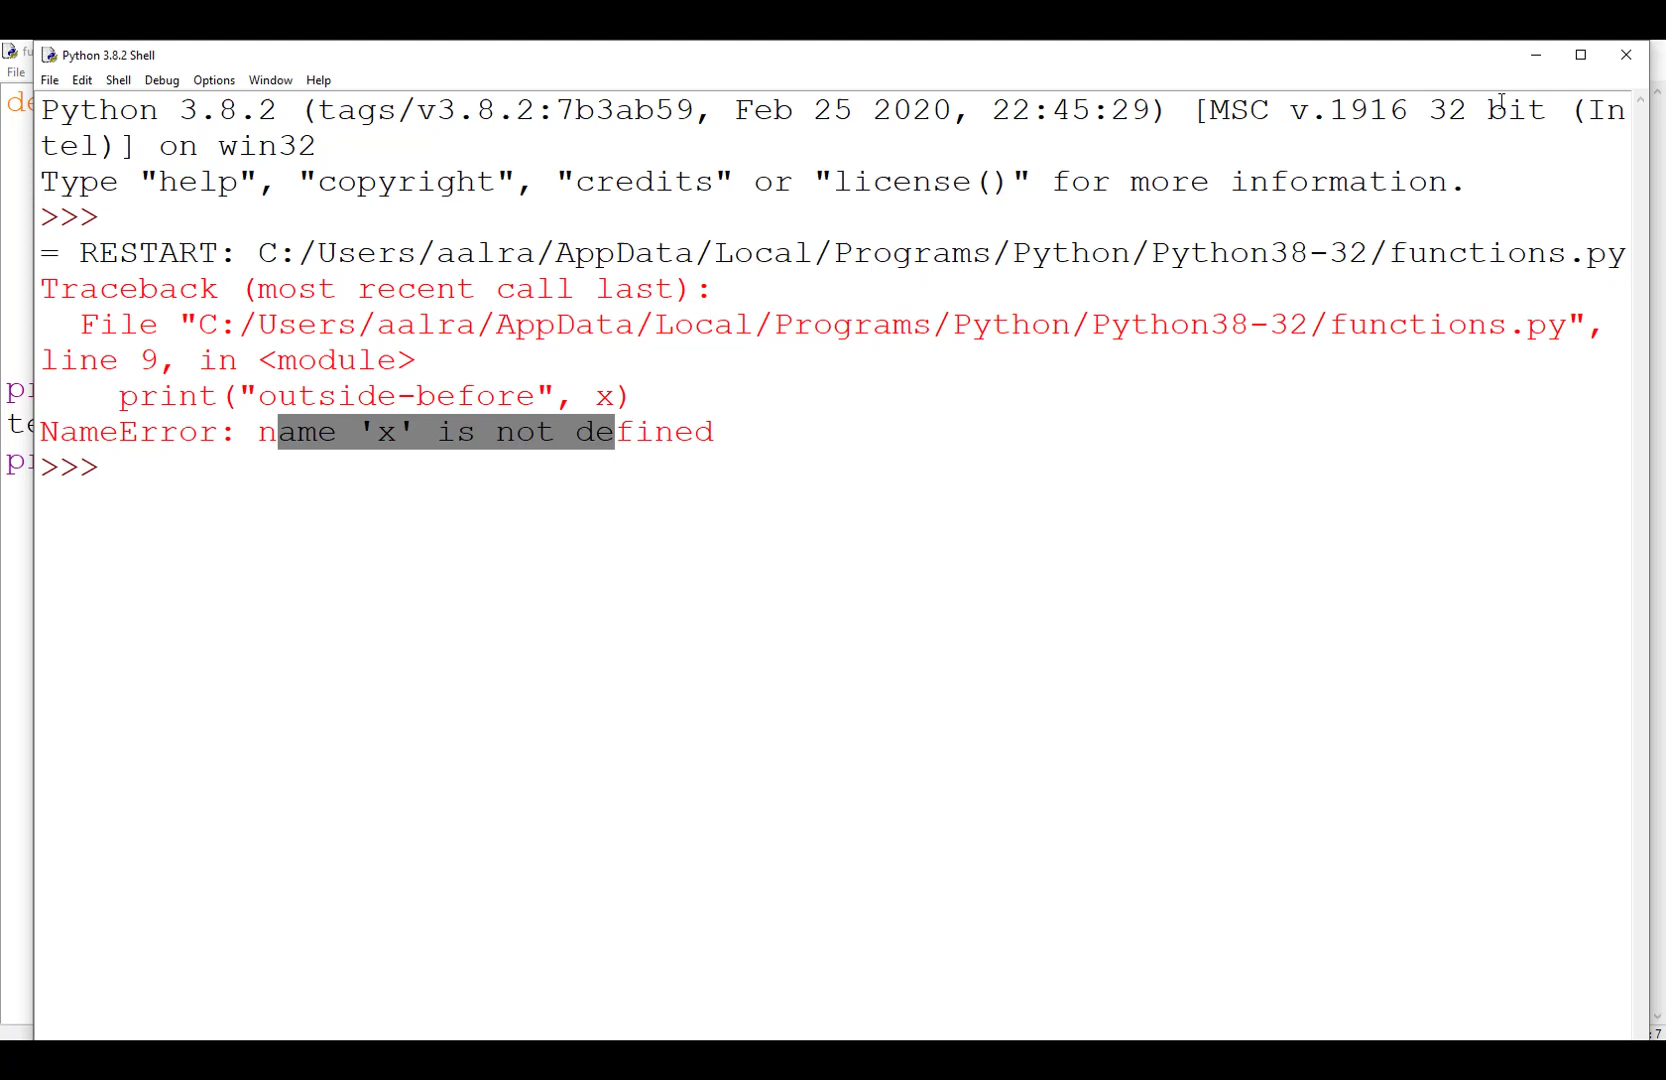 Python 3.8.2 Shell
File Edit Shell Debug Options Window Help
Python 3.8.2 (tags/v3.8.2:7b3ab59, Feb 25 2020, 22:45:29) [MSC v.1916 32 bit (In
tel)] on win32
Type "help", "copyright", "credits" or "license()" for more information.
>>>
= RESTART: C:/Users/aalra/AppData/Local/Programs/Python/Python38-32/functions.py
Traceback (most recent call last):
File "C:/Users/aalra/AppData/Local/Programs/Python/Python38-32/functions.py",
line 9, in <module>
print("outside-before", x)
NameError: name 'x' is not defined
>>>
File